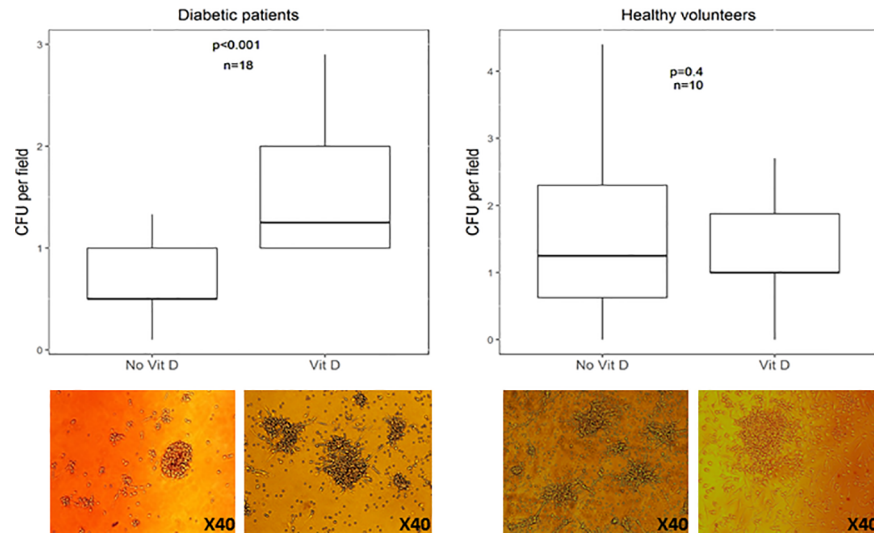 Diabetic patients
p<0.001
n=18
CFU per field
3
2
1
0
No Vit D
Vit D
X40
X40
Healthy volunteers
p=0.4
n=10
CFU per field
4
3
2
1
0
No Vit D
Vit D
X40
X40